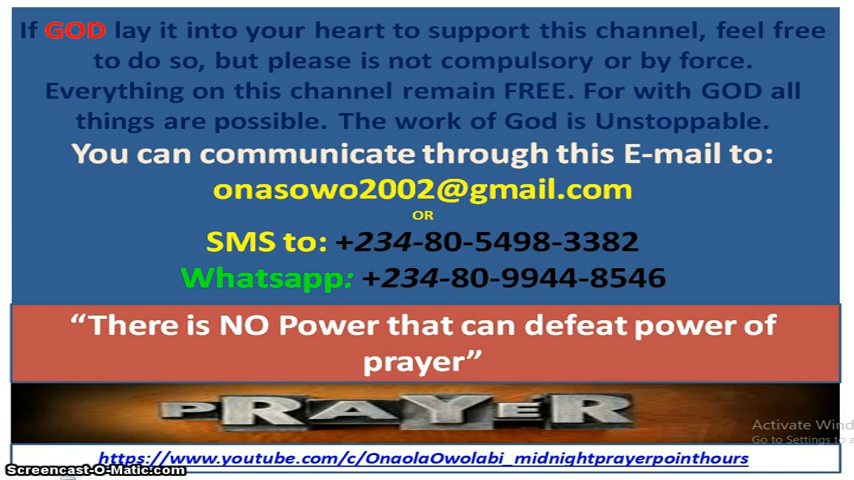 If GOD lay it into your heart to support this channel, feel free
to do so, but please is not compulsory or by force.
Everything on this channel remain FREE. For with GOD all
things are possible. The work of God is Unstoppable.
You can communicate through this E-mail to:
onasowo2002@gmail.com
OR
SMS to: +234-80-5498-3382
Whatsapp: +234-80-9944-8546
“There is NO Power that can defeat power of
prayer”
PRAYER
Activate Wind
Go to Settings to a
https://www.youtube.com/c/OnaolaOwolabi_midnightprayerpointhours
Screencast-O-Matic.com